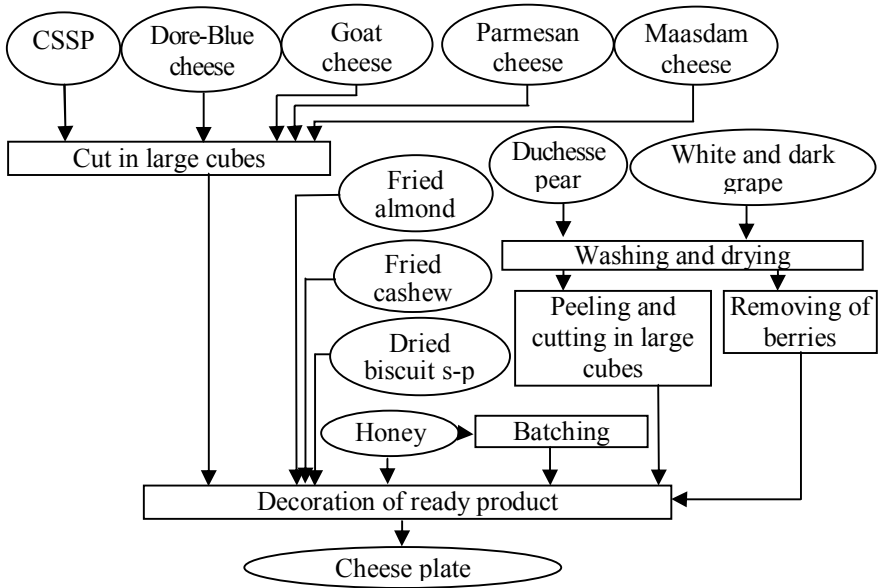 CSSP
Dore-Blue
cheese
Goat
cheese
Parmesan
cheese
Maasdam
cheese
Cut in large cubes
Duchesse
pear
White and dark
grape
Fried
almond
Washing and drying
Fried
cashew
Peeling and
cutting in large
cubes
Removing of
berries
Dried
biscuit s-p
Honey
Batching
Decoration of ready product
Cheese plate